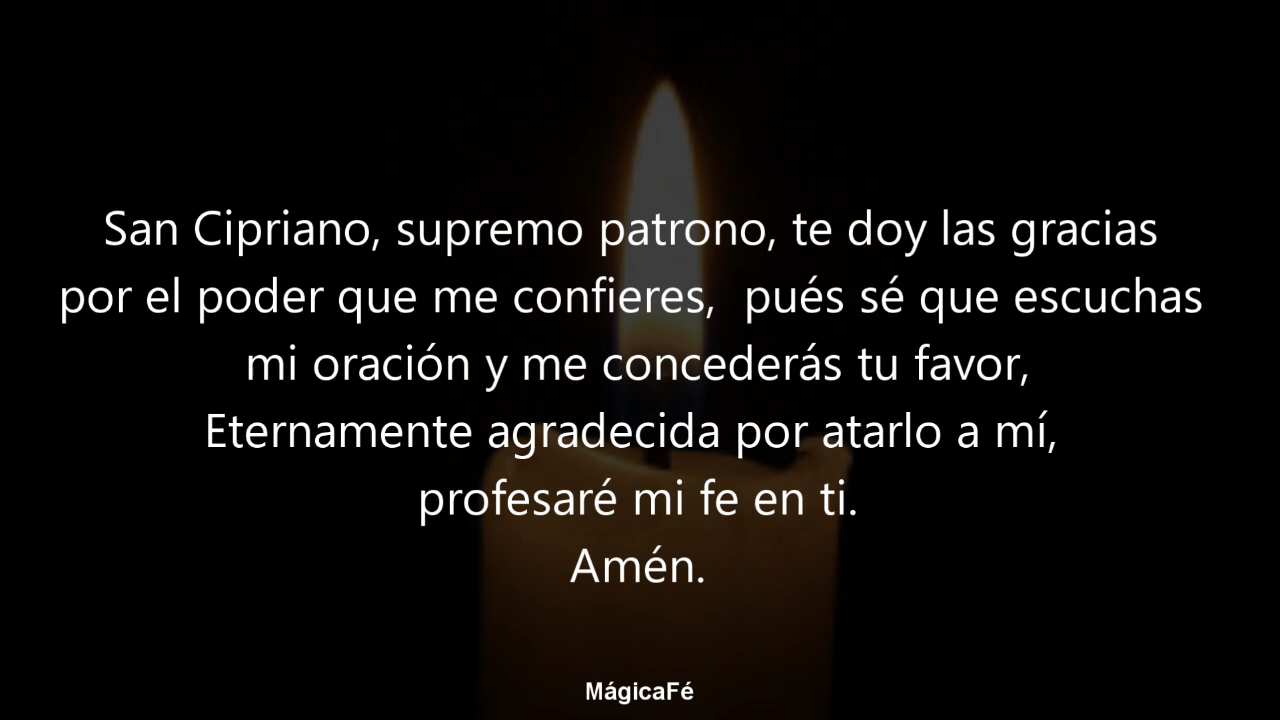 San Cipriano, supremo patrono, te doy las gracias
por el poder que me confieres,  pués sé que escuchas
mi oración y me concederás tu favor,
Eternamente agradecida por atarlo a mí,
profesaré mi fe en ti.
Amén.
MágicaFé